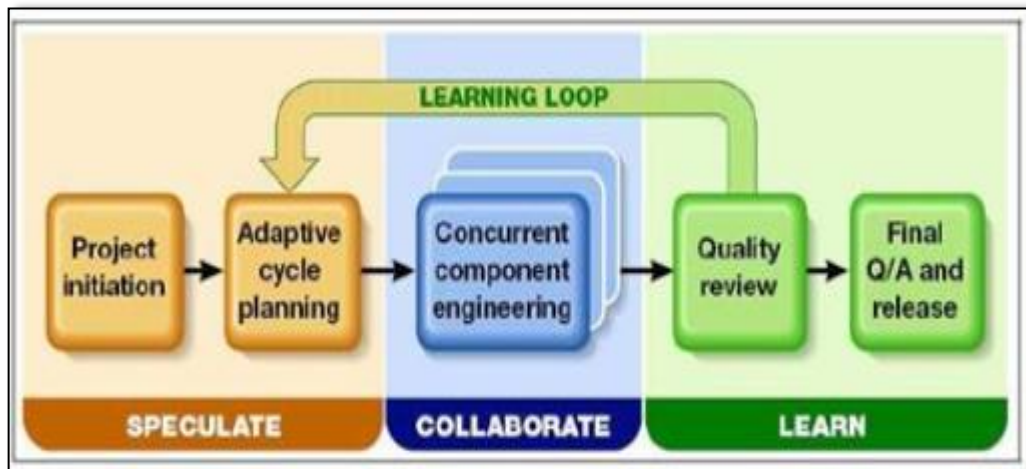 LEARNING LOOP
Project
initiation
Adaptive
cycle
planning
Concurrent
component
engineering
Quality
review
Final
Q/A and
release
SPECULATE
COLLABORATE
LEARN